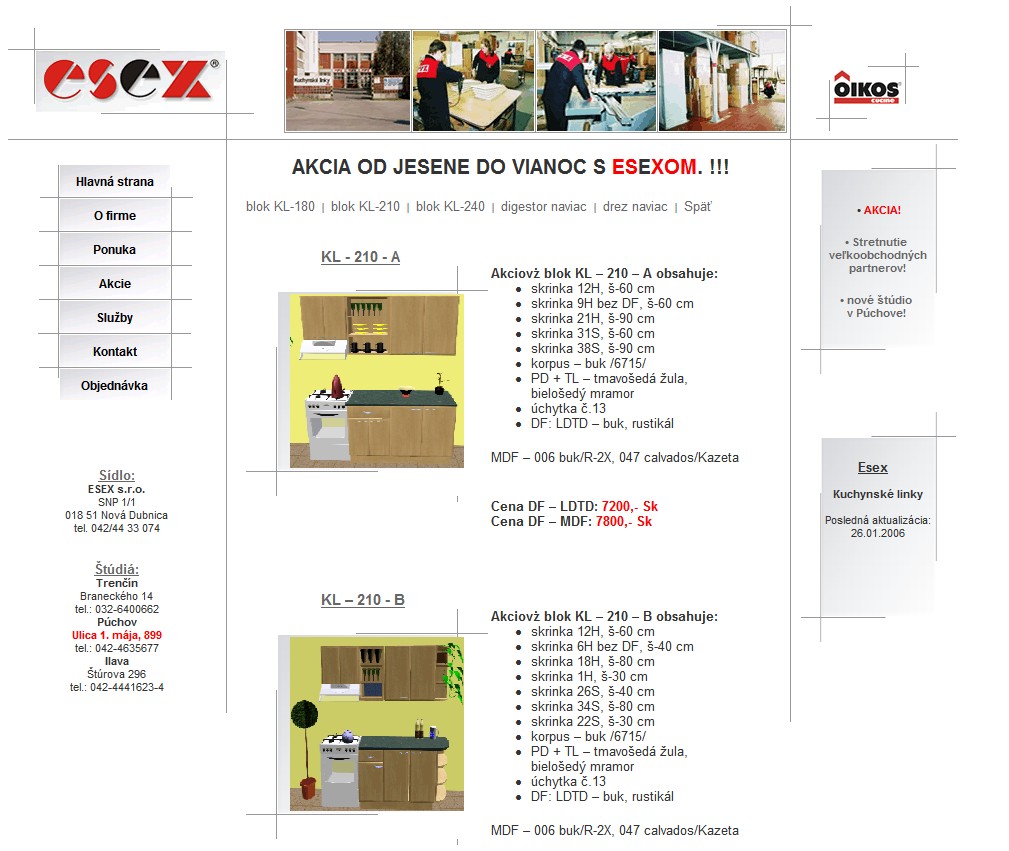 esex®
Kuchynské linky
ÔIKOS®
cucine
Hlavná strana
O firme
Ponuka
Akcie
Služby
Kontakt
Objednávka
Sídlo:
ESEX s.r.o.
SNP 1/1
018 51 Nová Dubnica
tel. 042/44 33 074
Štúdiá:
Trenčín
Braneckého 14
tel.: 032-6400662
Púchov
Ulica 1. mája, 899
tel.: 042-4635677
Ilava
Štúrova 296
tel.: 042-4441623-4
AKCIA OD JESENE DO VIANOC S ESEXOM. !!!
blok KL-180 | blok KL-210 | blok KL-240 | digestor naviac | drez naviac | Späť
KL - 210 - A
Akciovż blok KL – 210 – A obsahuje:
• skrinka 12H, š-60 cm
• skrinka 9H bez DF, š-60 cm
• skrinka 21H, š-90 cm
• skrinka 31S, š-60 cm
• skrinka 38S, š-90 cm
• korpus – buk /6715/
• PD + TL – tmavošedá žula,
bielošedý mramor
• úchytka č.13
• DF: LDTD – buk, rustikál
MDF – 006 buk/R-2X, 047 calvados/Kazeta
Cena DF – LDTD: 7200,- Sk
Cena DF – MDF: 7800,- Sk
KL – 210 - B
Akciovż blok KL – 210 – B obsahuje:
• skrinka 12H, š-60 cm
• skrinka 6H bez DF, š-40 cm
• skrinka 18H, š-80 cm
• skrinka 1H, š-30 cm
• skrinka 26S, š-40 cm
• skrinka 34S, š-80 cm
• skrinka 22S, š-30 cm
• korpus – buk /6715/
• PD + TL – tmavošedá žula,
bielošedý mramor
• úchytka č.13
• DF: LDTD – buk, rustikál
MDF – 006 buk/R-2X, 047 calvados/Kazeta
• AKCIA!
• Stretnutie
veľkoobchodných
partnerov!
• nové štúdio
v Púchove!
Esex
Kuchynské linky
Posledná aktualizácia:
26.01.2006